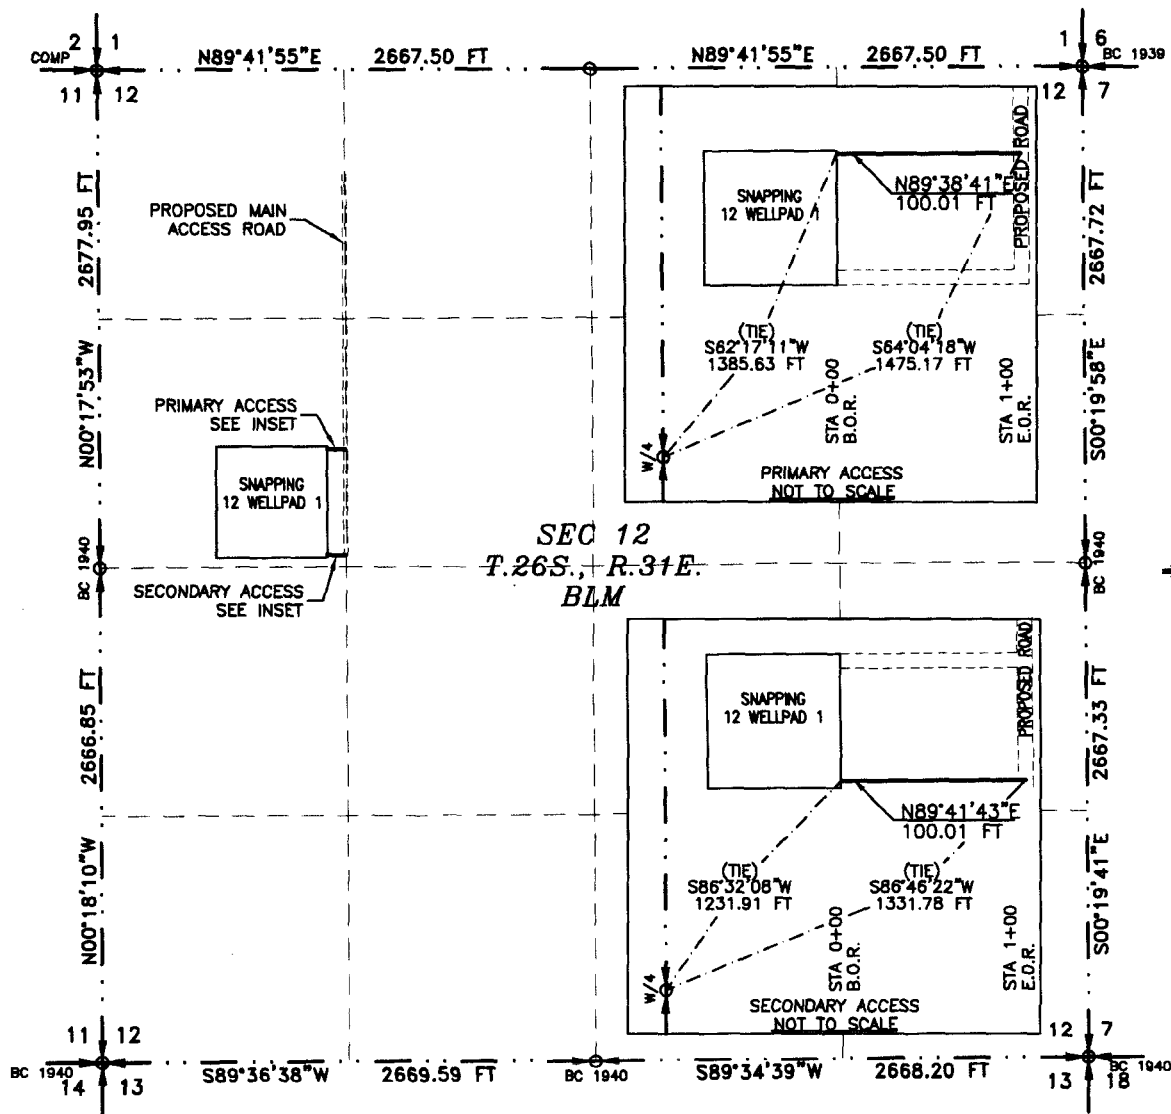 2 1
COMP
11 12
N89°41'55"E 2667.50 FT
N89°41'55"E 2667.50 FT
1 6
BC 1939
12 7
2677.95 FT
N00°17'53"W
PROPOSED MAIN
ACCESS ROAD
PRIMARY ACCESS
SEE INSET
SNAPPING
12 WELLPAD 1
SECONDARY ACCESS
SEE INSET
BC 1940
SNAPPING
12 WELLPAD 1
N89°38'41"E
100.01 FT
PROPOSED ROAD
(TIE)
S62°17'11"W
1385.63 FT
(TIE)
S64°04'18"W
1475.17 FT
STA 0+00
B.O.R.
STA 1+00
E.O.R.
W/4
PRIMARY ACCESS
NOT TO SCALE
2667.72 FT
S00°19'58"E
BC 1940
SEC 12
T.26S., R.31E.
BLM
2666.85 FT
N00°18'10"W
SNAPPING
12 WELLPAD 1
PROPOSED ROAD
N89°41'43"E
100.01 FT
(TIE)
S86°32'08"W
1231.91 FT
(TIE)
S86°46'22"W
1331.78 FT
STA 0+00
B.O.R.
STA 1+00
E.O.R.
W/4
SECONDARY ACCESS
NOT TO SCALE
2667.33 FT
S00°19'41"E
11 12
BC 1940
14 13
S89°36'38"W 2669.59 FT
BC 1940
S89°34'39"W 2668.20 FT
12 7
13 18
BC 1940